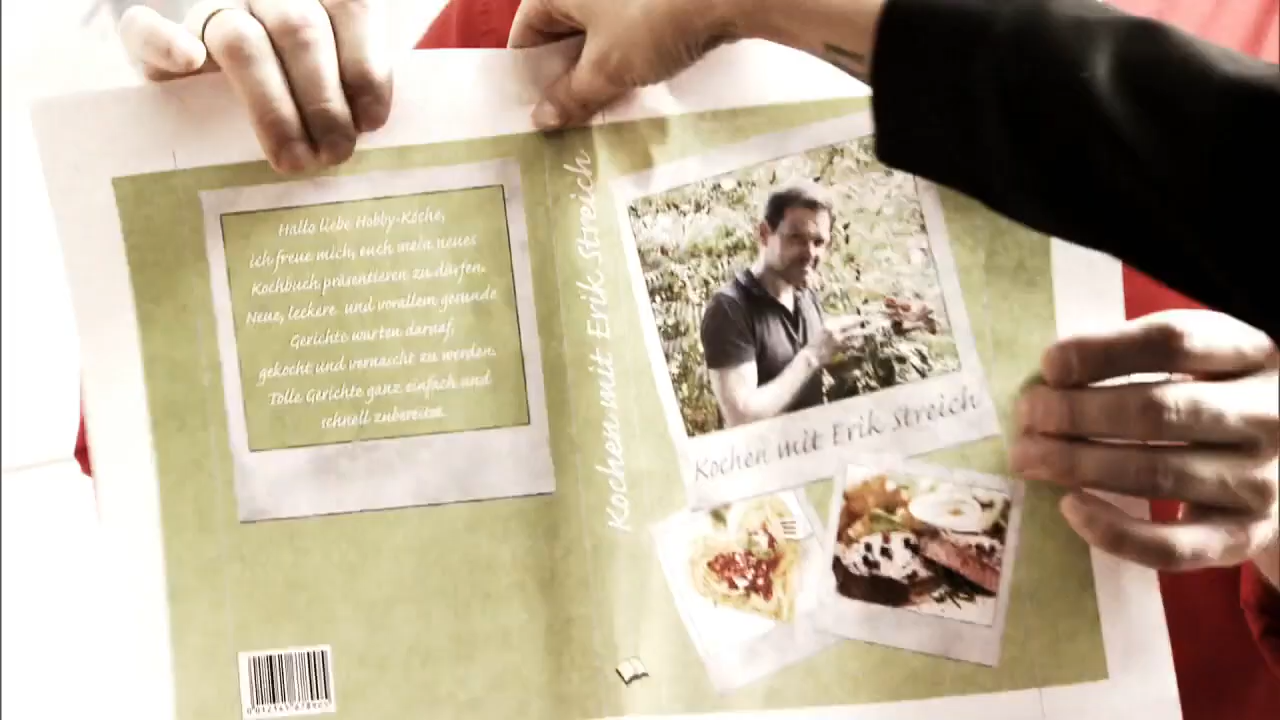 Hallo liebe Hobby-Köche,
ich freue mich, euch mein neues
Kochbuch präsentieren zu dürfen.
Neue, leckere und vorallem gesunde
Gerichte warten darauf,
gekocht und vernascht zu werden.
Tolle Gerichte ganz einfach und
schnell zubereitet.
Kochen mit Erik Streich
Kochen mit Erik Streich